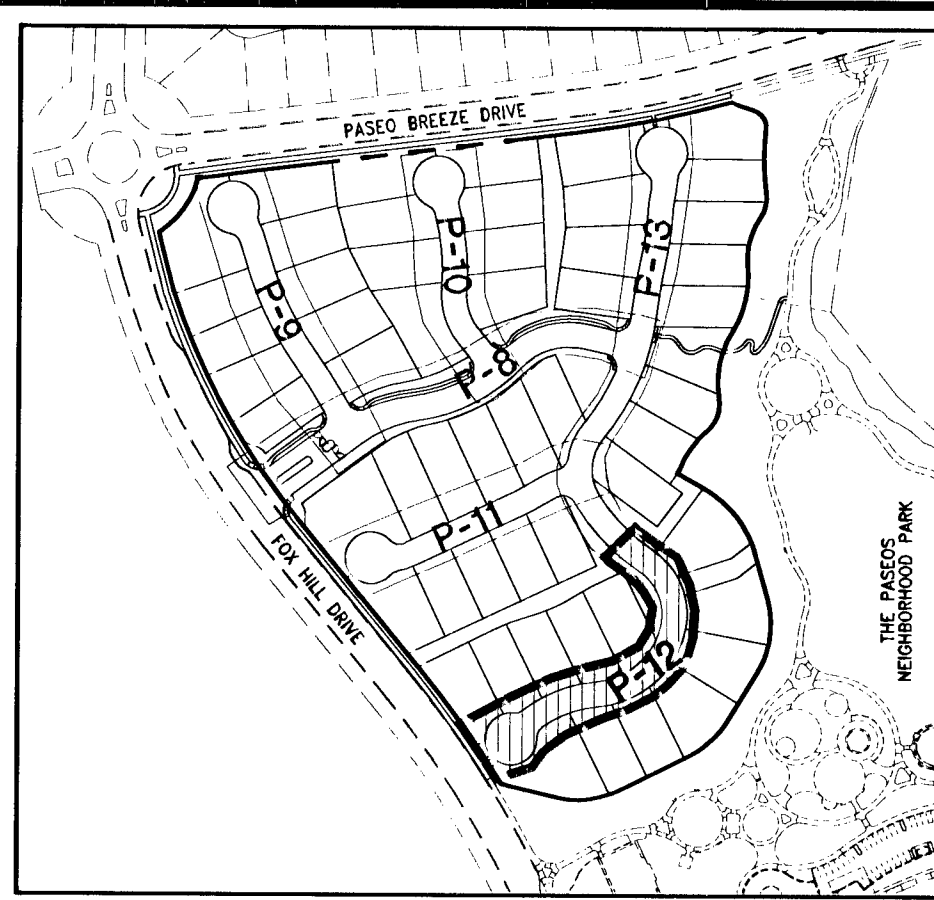 PASEO BREEZE DRIVE
P-13
P-10
P-9
P-8
P-11
FOX HILL DRIVE
THE PASEOS
NEIGHBORHOOD PARK
P-12